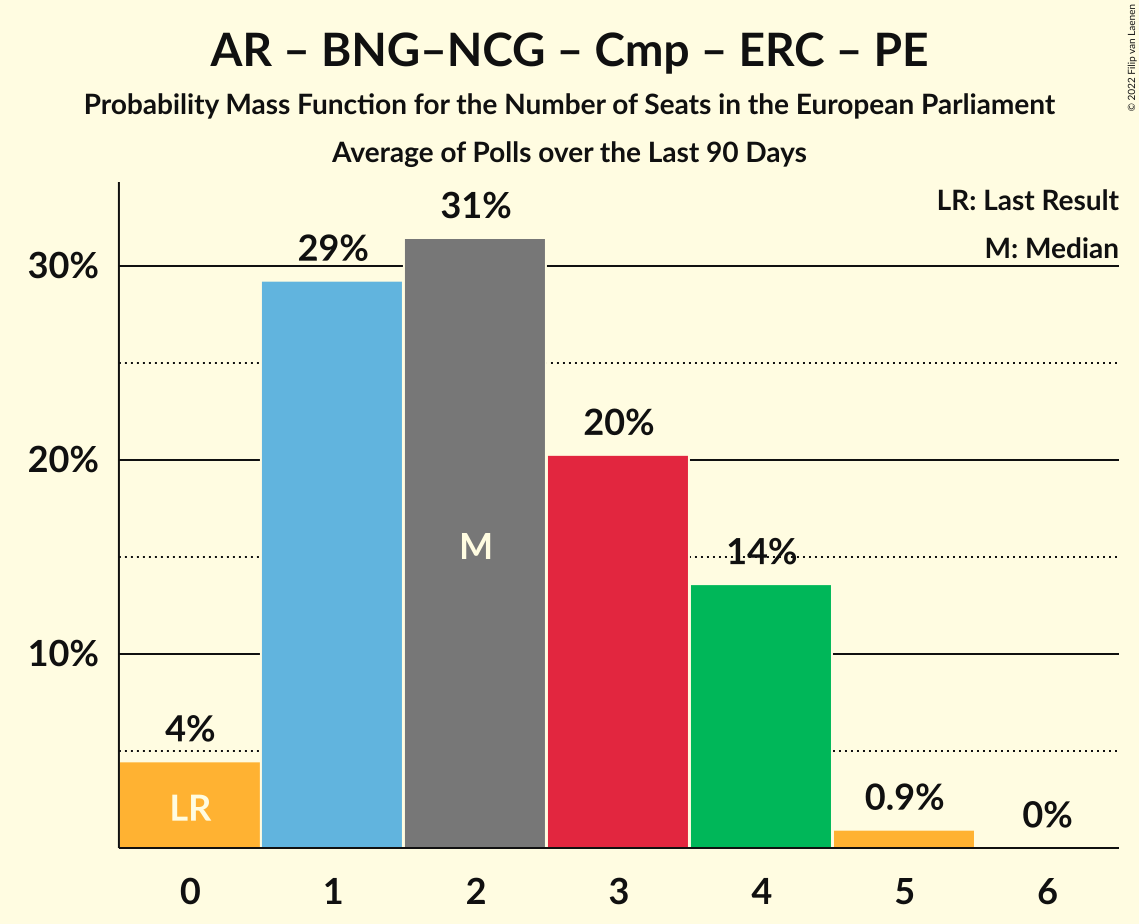 AR – BNG–NCG – Cmp – ERC – PE
Probability Mass Function for the Number of Seats in the European Parliament
Average of Polls over the Last 90 Days
© 2022 Filip van Laenen
LR: Last Result
M: Median
30%
20%
10%
4%
29%
31%
20%
14%
0.9%
0%
LR
M
0 1 2 3 4 5 6